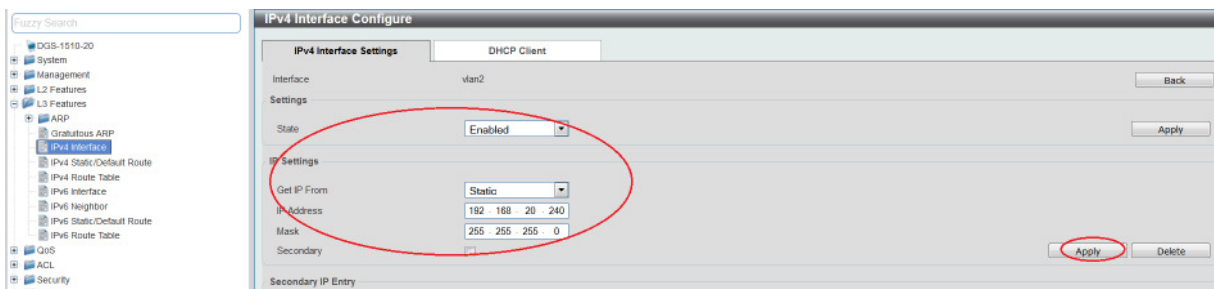 Fuzzy Search
DGS-1510-20
System
Management
L2 Features
L3 Features
ARP
Gratuitous ARP
IPv4 Interface
IPv4 Static/Default Route
IPv4 Route Table
IPv6 Interface
IPv6 Neighbor
IPv6 Static/Default Route
IPv6 Route Table
QoS
ACL
Security
IPv4 Interface Configure
IPv4 Interface Settings DHCP Client
Interface vlan2 Back
Settings
State Enabled Apply
IP Settings
Get IP From Static
IP Address 192 . 168 . 20 . 240
Mask 255 . 255 . 255 . 0
Secondary Apply Delete
Secondary IP Entry